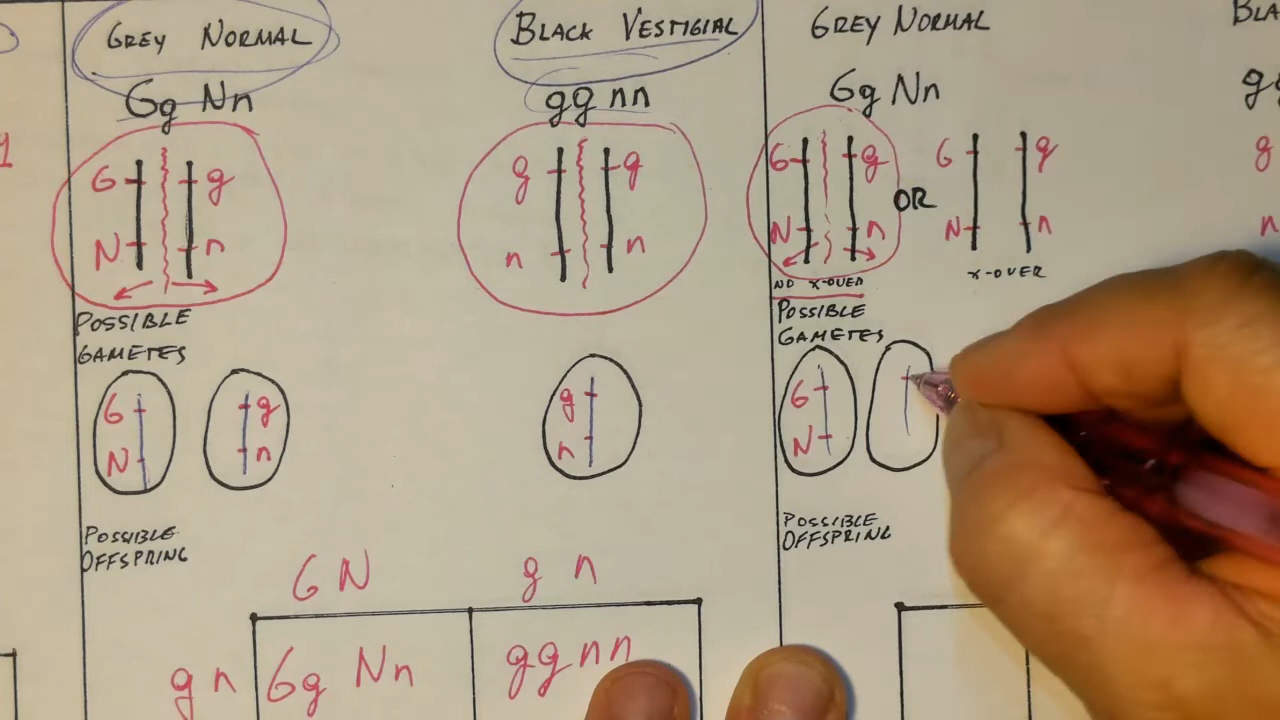 GREY NORMAL
Gg Nn
G g
N n
POSSIBLE
GAMETES
G g
N n
POSSIBLE
OFFSPRING
BLACK VESTIGIAL
gg nn
g g
n n
g
n
G N g n
g n Gg Nn gg nn
GREY NORMAL
Gg Nn
G g OR G g
N n N n
NO X-OVER X-OVER
POSSIBLE
GAMETES
G
N
POSSIBLE
OFFSPRING
g
n